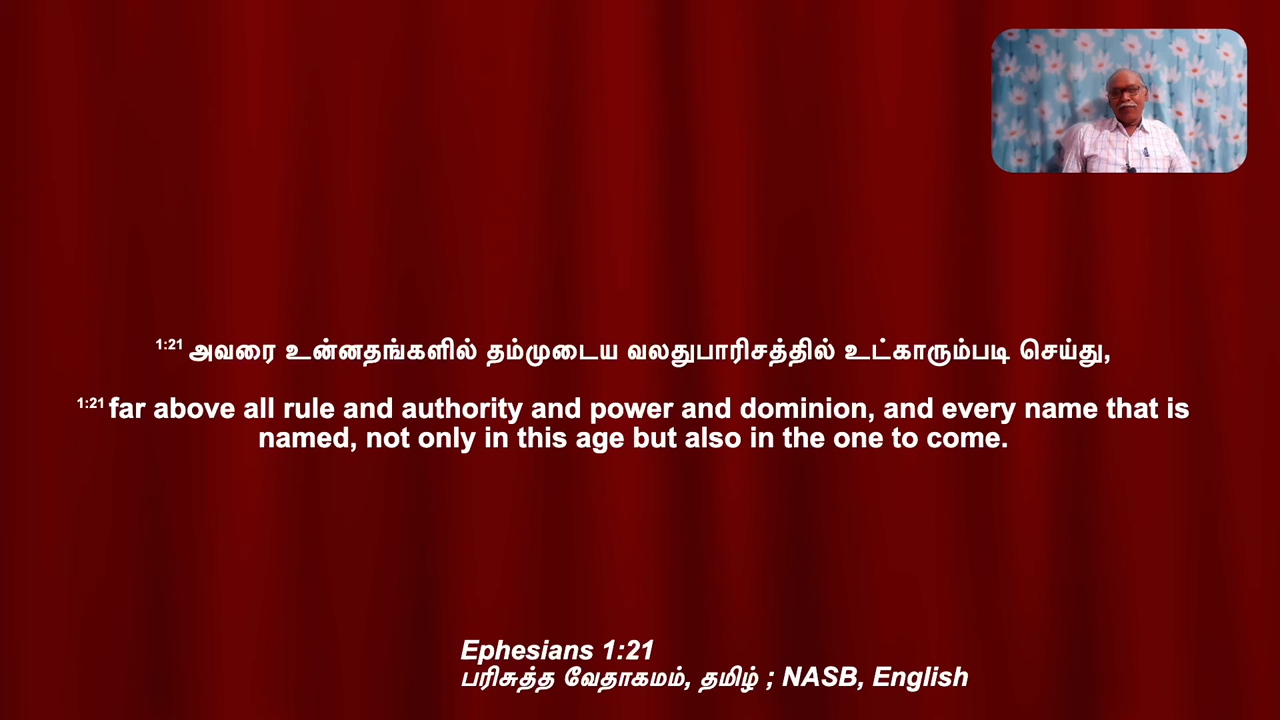 1:21 அவரை உன்னதங்களில் தம்முடைய வலதுபாரிசத்தில் உட்காரும்படி செய்து,
1:21 far above all rule and authority and power and dominion, and every name that is
named, not only in this age but also in the one to come.
Ephesians 1:21
பரிசுத்த வேதாகமம், தமிழ் ; NASB, English